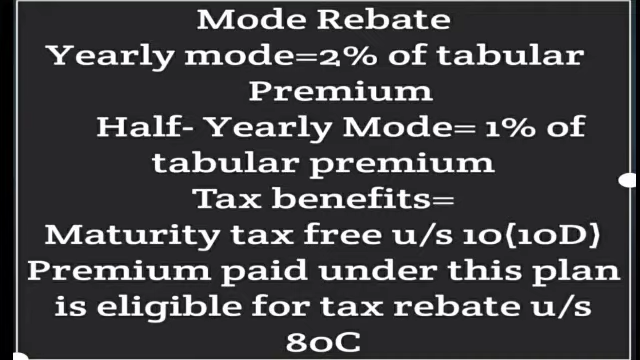 Mode Rebate
Yearly mode=2% of tabular
Premium
Half- Yearly Mode= 1% of
tabular premium
Tax benefits=
Maturity tax free u/s 10(10D)
Premium paid under this plan
is eligible for tax rebate u/s
80C